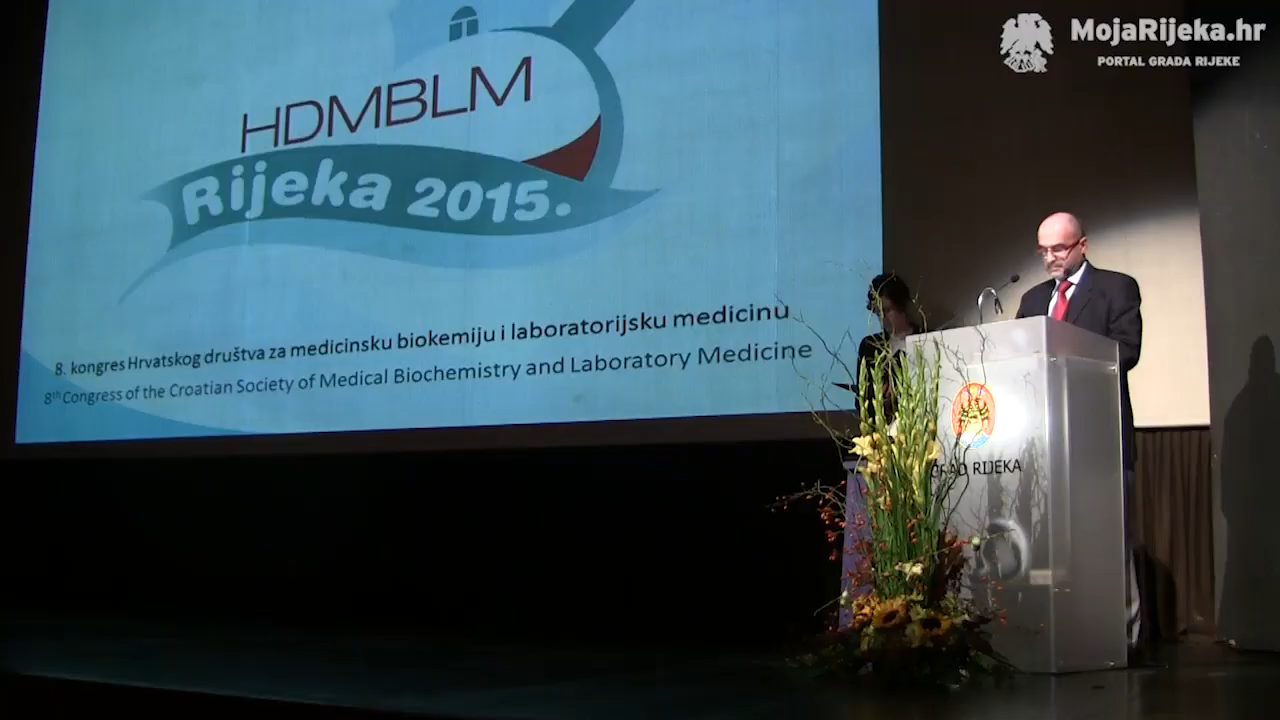 MojaRijeka.hr
PORTAL GRADA RIJEKE
HDMBLM
Rijeka 2015.
8. kongres Hrvatskog društva za medicinsku biokemiju i laboratorijsku medicinu
8th Congress of the Croatian Society of Medical Biochemistry and Laboratory Medicine
GRAD RIJEKA